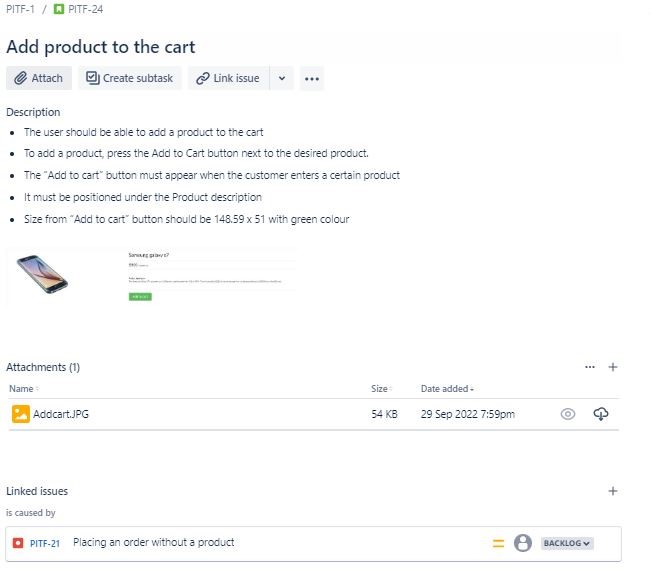 PITF-1 / PITF-24
Add product to the cart
Attach Create subtask Link issue
Description
• The user should be able to add a product to the cart
• To add a product, press the Add to Cart button next to the desired product.
• The "Add to cart" button must appear when the customer enters a certain product
• It must be positioned under the Product description
• Size from "Add to cart" button should be 148.59 x 51 with green colour
Samsung galaxy s7
Attachments (1)
Name Size Date added
Addcart.JPG 54 KB 29 Sep 2022 7:59pm
Linked issues
is caused by
PITF-21 Placing an order without a product BACKLOG